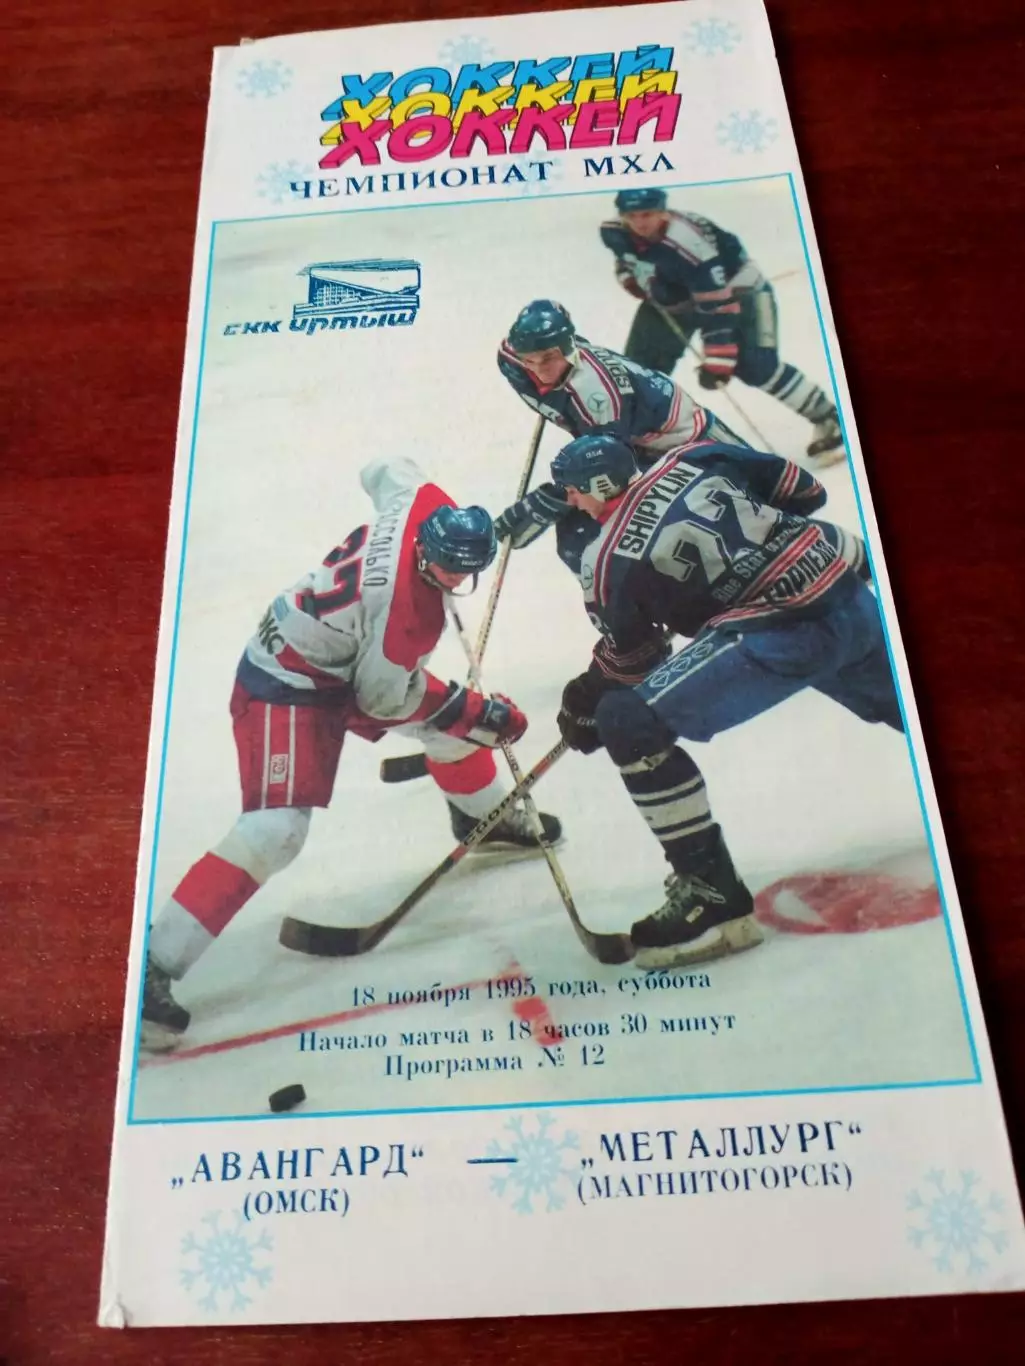 ХОККЕЙ
ХОККЕЙ
ХОККЕЙ
ЧЕМПИОНАТ МХЛ
СКК иртыш
SHIPYLIN
22
ТОРПЕДО
18 ноября 1995 года, суббота
Начало матча в 18 часов 30 минут
Программа № 12
„АВАНГАРД“ — „МЕТАЛЛУРГ“
(ОМСК) (МАГНИТОГОРСК)